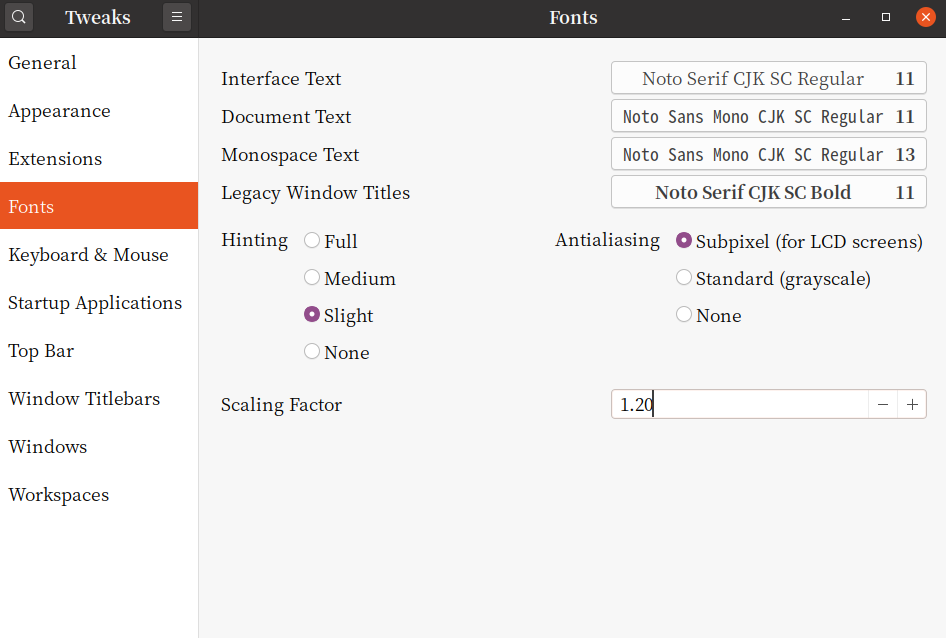 Tweaks
Fonts
General
Appearance
Extensions
Fonts
Keyboard & Mouse
Startup Applications
Top Bar
Window Titlebars
Windows
Workspaces
Interface Text Noto Serif CJK SC Regular 11
Document Text Noto Sans Mono CJK SC Regular 11
Monospace Text Noto Sans Mono CJK SC Regular 13
Legacy Window Titles Noto Serif CJK SC Bold 11
Hinting Full
Medium
Slight
None
Antialiasing Subpixel (for LCD screens)
Standard (grayscale)
None
Scaling Factor 1.20